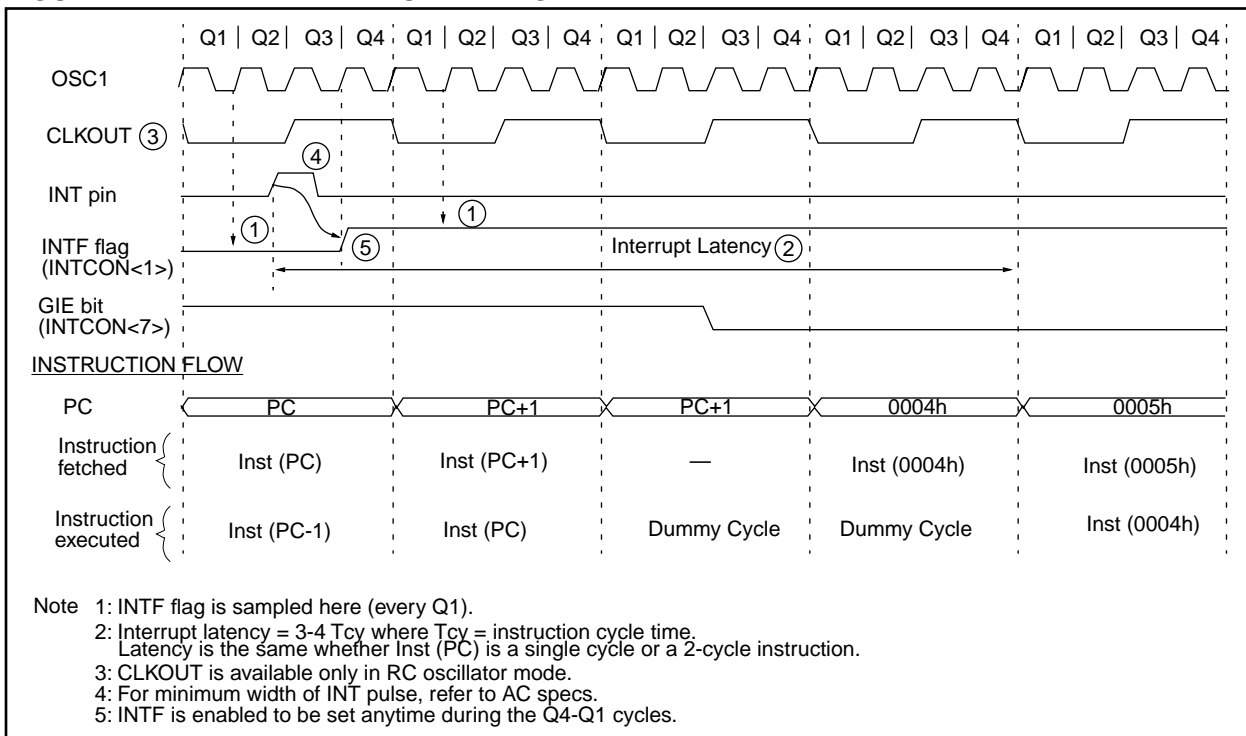 Q1 | Q2 | Q3 | Q4 Q1 | Q2 | Q3 | Q4 Q1 | Q2 | Q3 | Q4 Q1 | Q2 | Q3 | Q4 Q1 | Q2 | Q3 | Q4
OSC1
CLKOUT 3
4
INT pin
1 1
INTF flag
(INTCON<1>)
5 Interrupt Latency 2
GIE bit
(INTCON<7>)
INSTRUCTION FLOW
PC PC PC+1 PC+1 0004h 0005h
Instruction
fetched
Inst (PC) Inst (PC+1) — Inst (0004h) Inst (0005h)
Instruction
executed
Inst (PC-1) Inst (PC) Dummy Cycle Dummy Cycle Inst (0004h)
Note 1: INTF flag is sampled here (every Q1).
2: Interrupt latency = 3-4 Tcy where Tcy = instruction cycle time.
Latency is the same whether Inst (PC) is a single cycle or a 2-cycle instruction.
3: CLKOUT is available only in RC oscillator mode.
4: For minimum width of INT pulse, refer to AC specs.
5: INTF is enabled to be set anytime during the Q4-Q1 cycles.